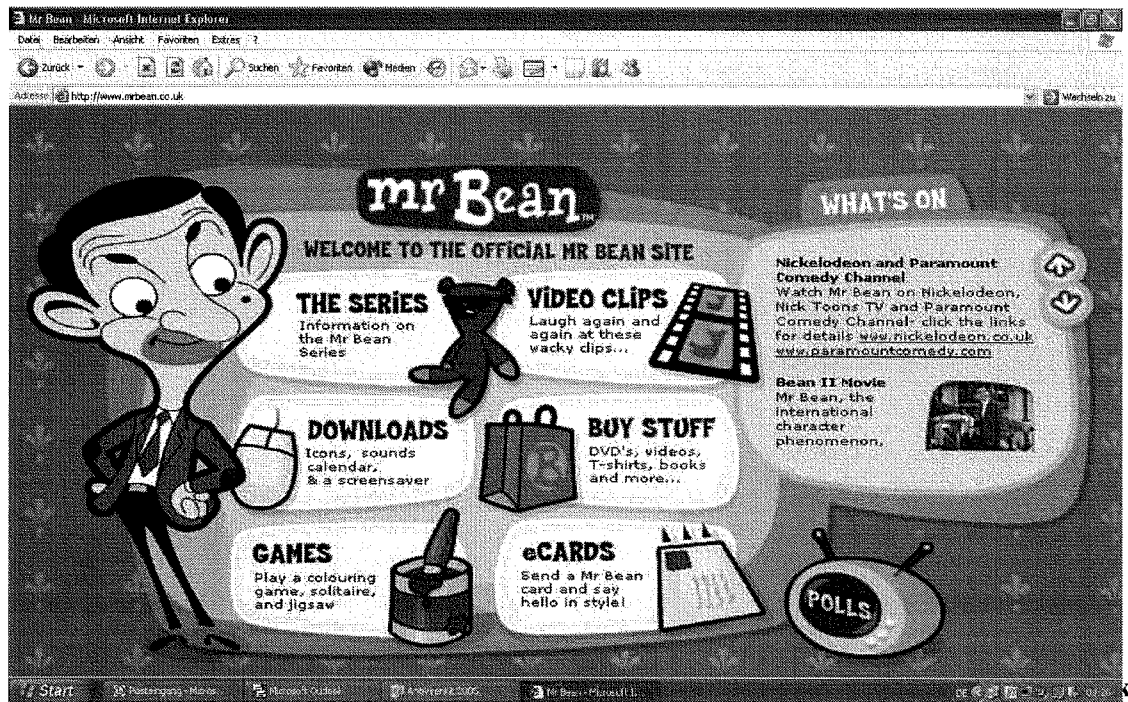 Mr Bean - Microsoft Internet Explorer
Datei Bearbeiten Ansicht Favoriten Extras ?
Zurück Suchen Favoriten Medien
Adresse http://www.mrbean.co.uk Wechseln zu
mr Bean TM
WELCOME TO THE OFFICIAL MR BEAN SITE
THE SERIES
Information on
the Mr Bean
Series
VIDEO CLIPS
Laugh again and
again at these
wacky clips...
DOWNLOADS
Icons, sounds
calendar,
& a screensaver
BUY STUFF
B
DVD's, videos,
T-shirts, books
and more...
GAMES
Play a colouring
game, solitaire,
and jigsaw
eCARDS
Send a Mr Bean
card and say
hello in style!
WHAT'S ON
Nickelodeon and Paramount
Comedy Channel
Watch Mr Bean on Nickelodeon,
Nick Toons TV and Paramount
Comedy Channel- click the links
for details www.nickelodeon.co.uk
www.paramountcomedy.com
Bean II Movie
Mr Bean, the
international
character
phenomenon,
POLLS
Start Posteingang - Micros... Microsoft Outlook Mr Bean - Microsoft I... DE
k